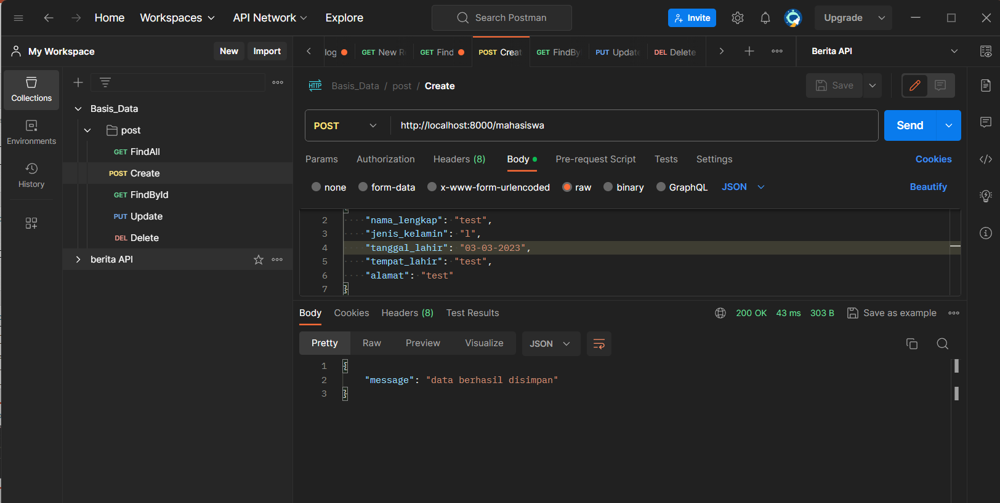 Home Workspaces API Network Explore Search Postman Invite Upgrade
My Workspace New Import
log GET New R GET Find POST Creat GET FindBy PUT Update DEL Delete Berita API
Collections
Environments
History
Basis_Data
post
GET FindAll
POST Create
GET FindById
PUT Update
DEL Delete
berita API
HTTP Basis_Data / post / Create Save
POST http://localhost:8000/mahasiswa Send
Params Authorization Headers (8) Body Pre-request Script Tests Settings Cookies
none form-data x-www-form-urlencoded raw binary GraphQL JSON Beautify
{
2 "nama_lengkap": "test",
3 "jenis_kelamin": "l",
4 "tanggal_lahir": "03-03-2023",
5 "tempat_lahir": "test",
6 "alamat": "test"
7 }
Body Cookies Headers (8) Test Results 200 OK 43 ms 303 B Save as example
Pretty Raw Preview Visualize JSON
1 {
2 "message": "data berhasil disimpan"
3 }